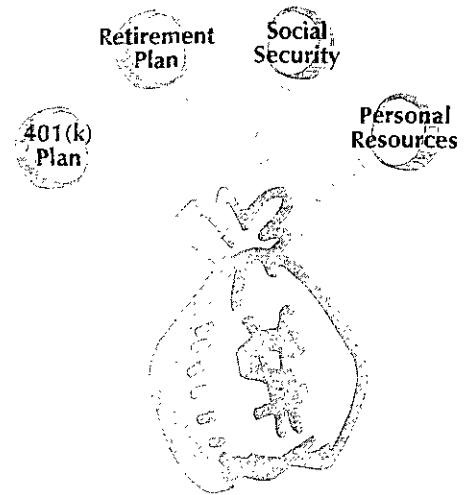 Retirement
Plan
Social
Security
401(k)
Plan
Personal
Resources